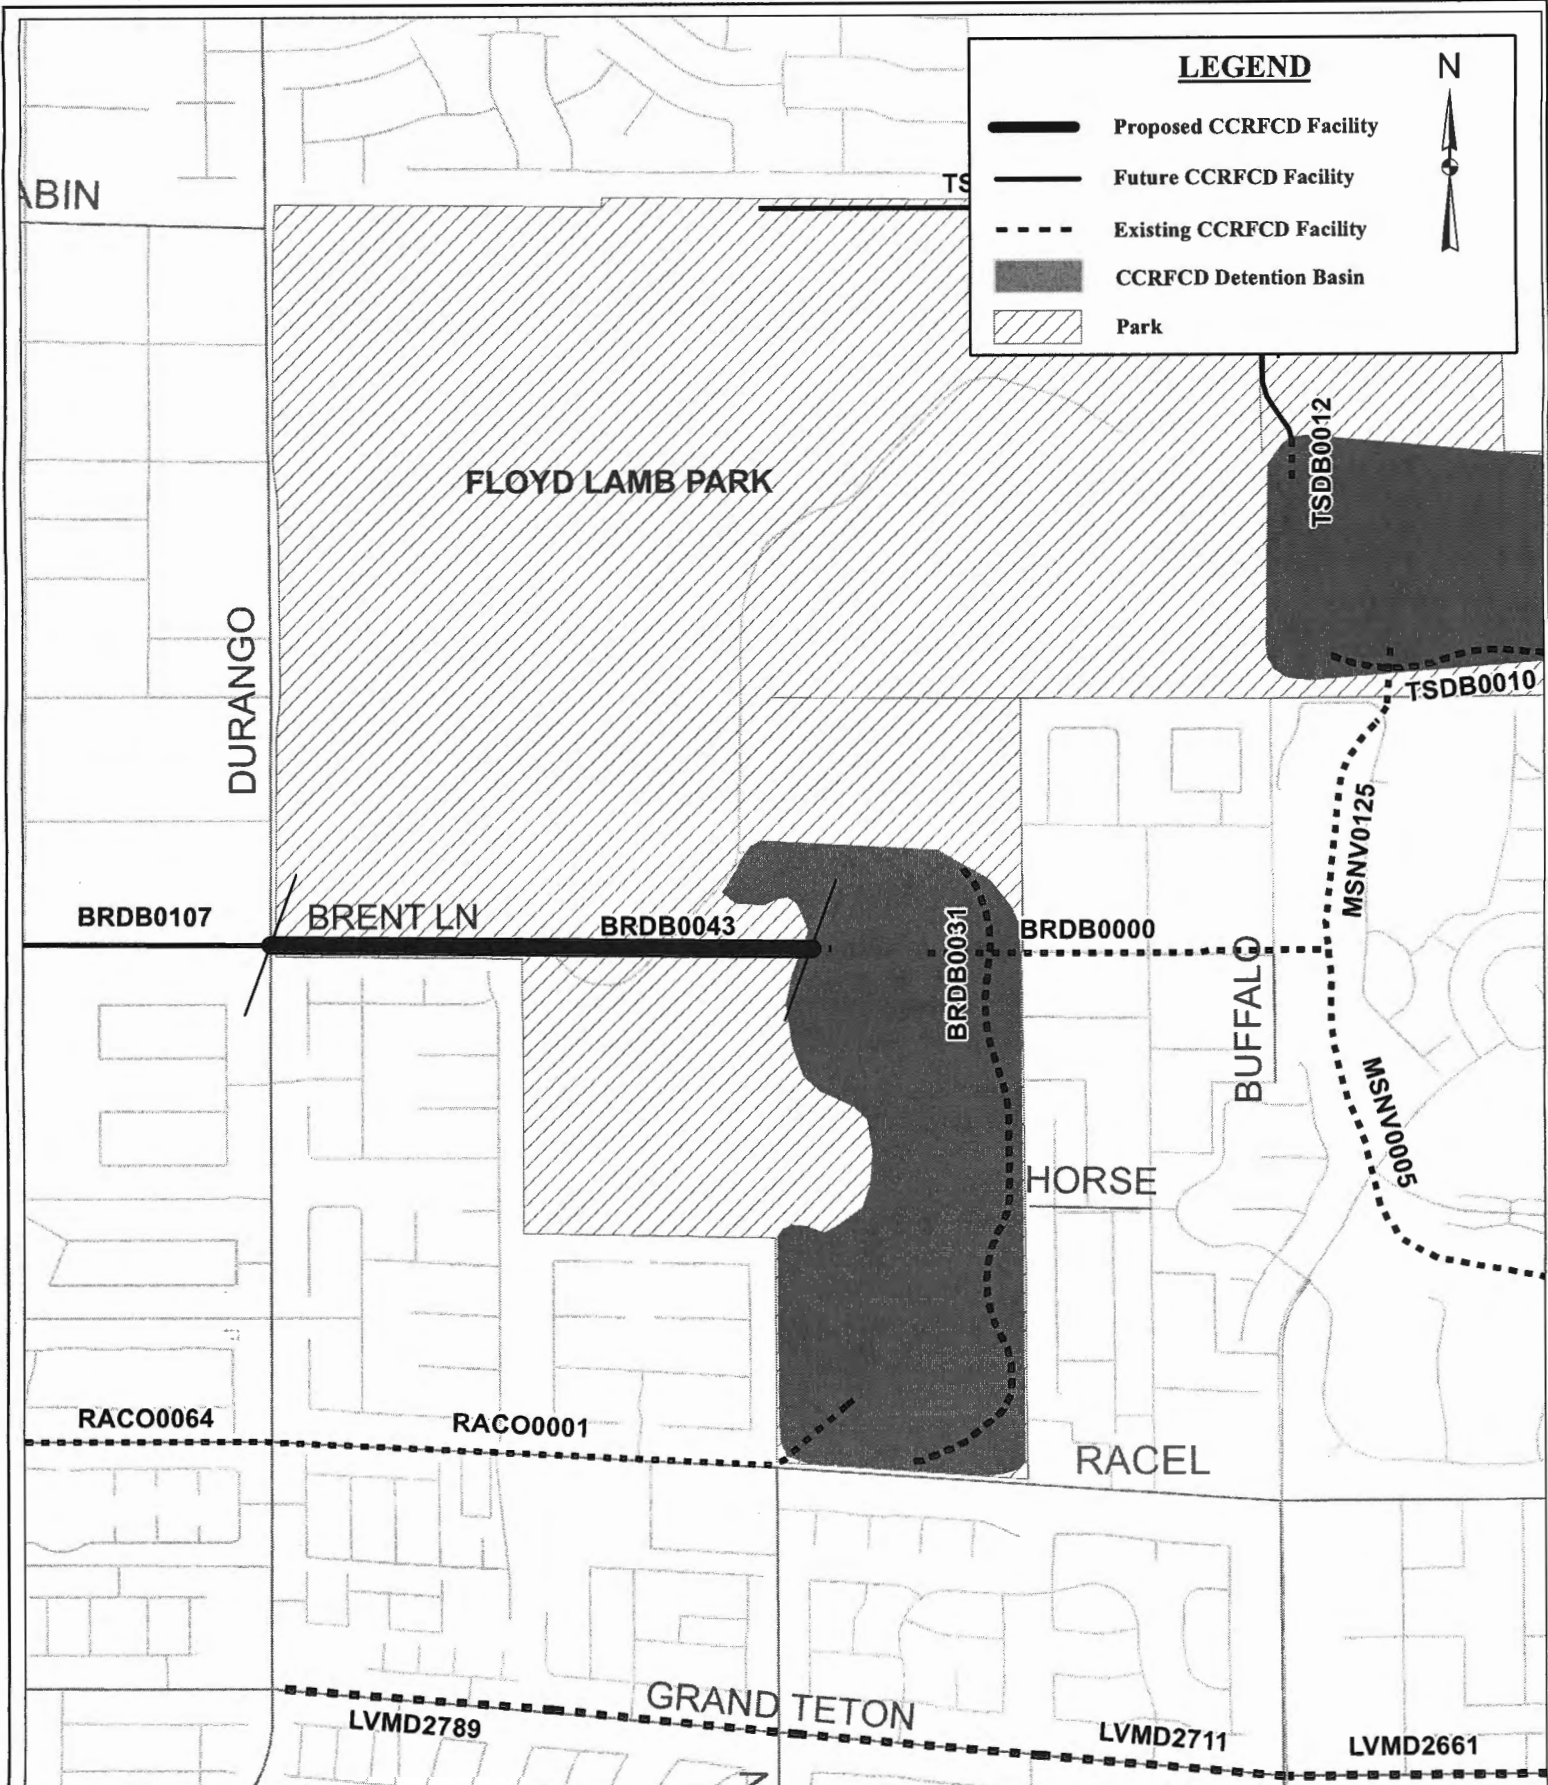 LEGEND
N
Proposed CCRFCD Facility
Future CCRFCD Facility
Existing CCRFCD Facility
CCRFCD Detention Basin
Park
ABIN
TS
TSDB0012
FLOYD LAMB PARK
DURANGO
TSDB0010
MSNV0125
BRDB0107
BRENT LN
BRDB0043
BRDB0031
BRDB0000
BUFFALO
MSNV0005
HORSE
RACO0064
RACO0001
RACEL
GRAND TETON
LVMD2789
LVMD2711
LVMD2661